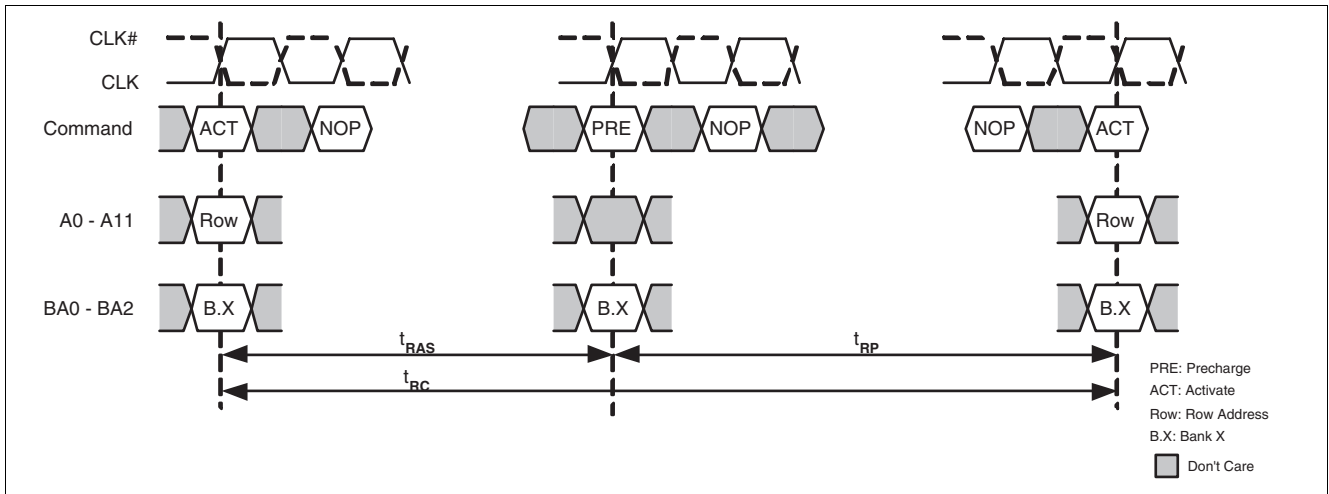 CLK#
CLK
Command ACT NOP PRE NOP NOP ACT
A0 - A11 Row Row
BA0 - BA2 B.X B.X B.X
tRAS tRP
tRC
PRE: Precharge
ACT: Activate
Row: Row Address
B.X: Bank X
Don't Care